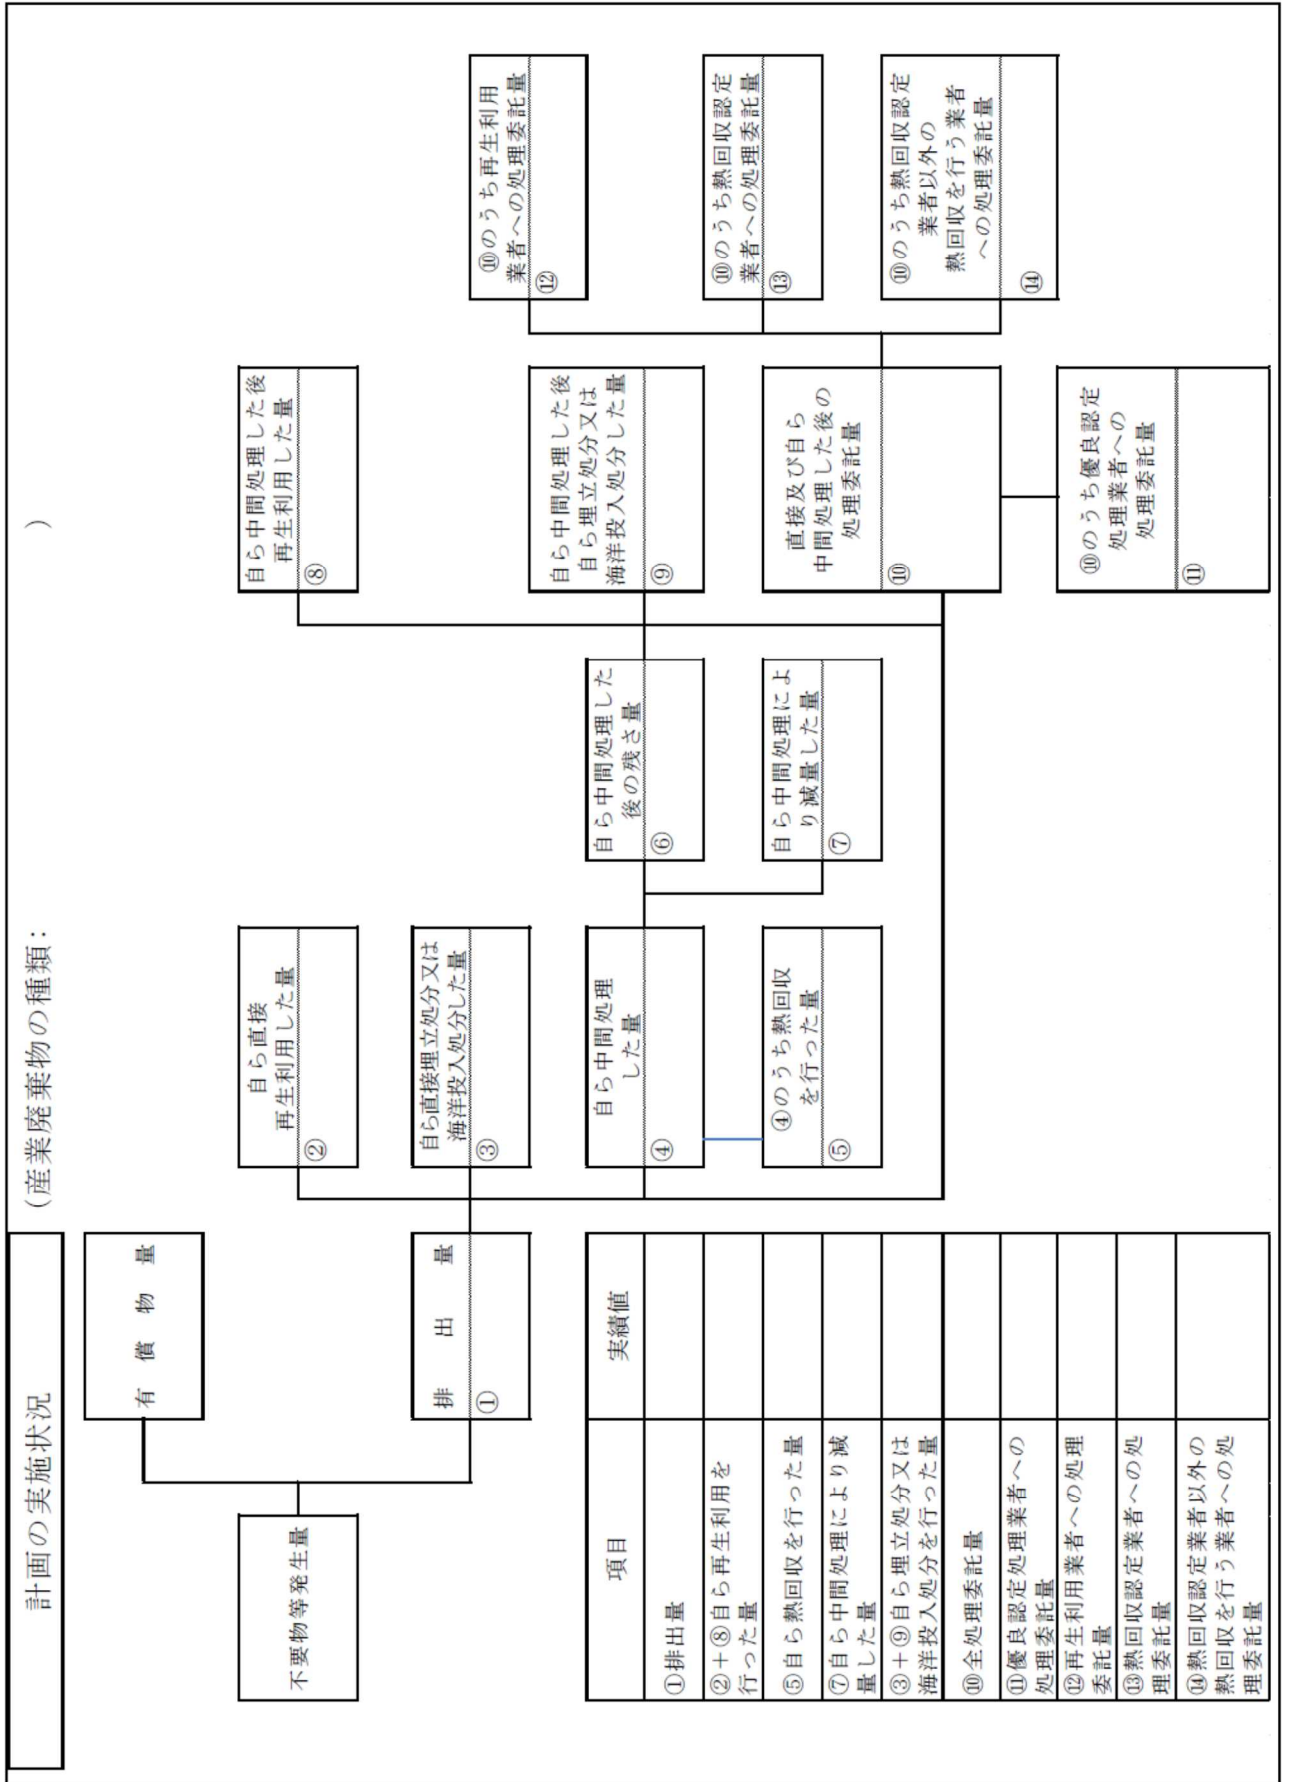 計画の実施状況
(産業廃棄物の種類:
)
不要物等発生量
有償物量
排出量
①
自ら直接
再生利用した量
②
自ら直接埋立処分又は
海洋投入処分した量
③
自ら中間処理
した量
④
④のうち熱回収
を行った量
⑤
自ら中間処理した
後の残さ量
⑥
自ら中間処理によ
り減量した量
⑦
自ら中間処理した後
再生利用した量
⑧
自ら中間処理した後
自ら埋立処分又は
海洋投入処分した量
⑨
直接及び自ら
中間処理した後の
処理委託量
⑩
⑩のうち優良認定
処理業者への
処理委託量
⑪
⑩のうち再生利用
業者への処理委託量
⑫
⑩のうち熱回収認定
業者への処理委託量
⑬
⑩のうち熱回収認定
業者以外の
熱回収を行う業者
への処理委託量
⑭
項目
実績値
①排出量
②+⑧自ら再生利用を
行った量
⑤自ら熱回収を行った量
⑦自ら中間処理により減
量した量
③+⑨自ら埋立処分又は
海洋投入処分を行った量
⑩全処理委託量
⑪優良認定処理業者への
処理委託量
⑫再生利用業者への処理
委託量
⑬熱回収認定業者への処
理委託量
⑭熱回収認定業者以外の
熱回収を行う業者への処
理委託量